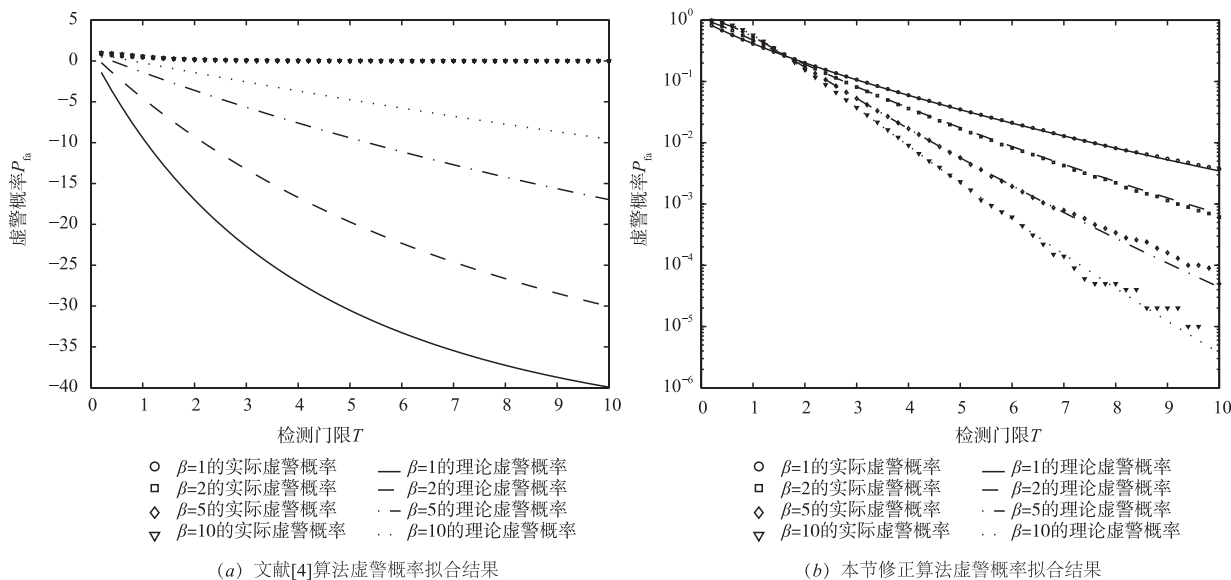 5
0
−5
−10
−15
−20
−25
−30
−35
−40
虚警概率P_fa
0 1 2 3 4 5 6 7 8 9 10
检测门限T
β=1的实际虚警概率 β=1的理论虚警概率
β=2的实际虚警概率 β=2的理论虚警概率
β=5的实际虚警概率 β=5的理论虚警概率
β=10的实际虚警概率 β=10的理论虚警概率
(a) 文献[4]算法虚警概率拟合结果
10⁰
10⁻¹
10⁻²
10⁻³
10⁻⁴
10⁻⁵
10⁻⁶
虚警概率P_fa
0 1 2 3 4 5 6 7 8 9 10
检测门限T
β=1的实际虚警概率 β=1的理论虚警概率
β=2的实际虚警概率 β=2的理论虚警概率
β=5的实际虚警概率 β=5的理论虚警概率
β=10的实际虚警概率 β=10的理论虚警概率
(b) 本节修正算法虚警概率拟合结果